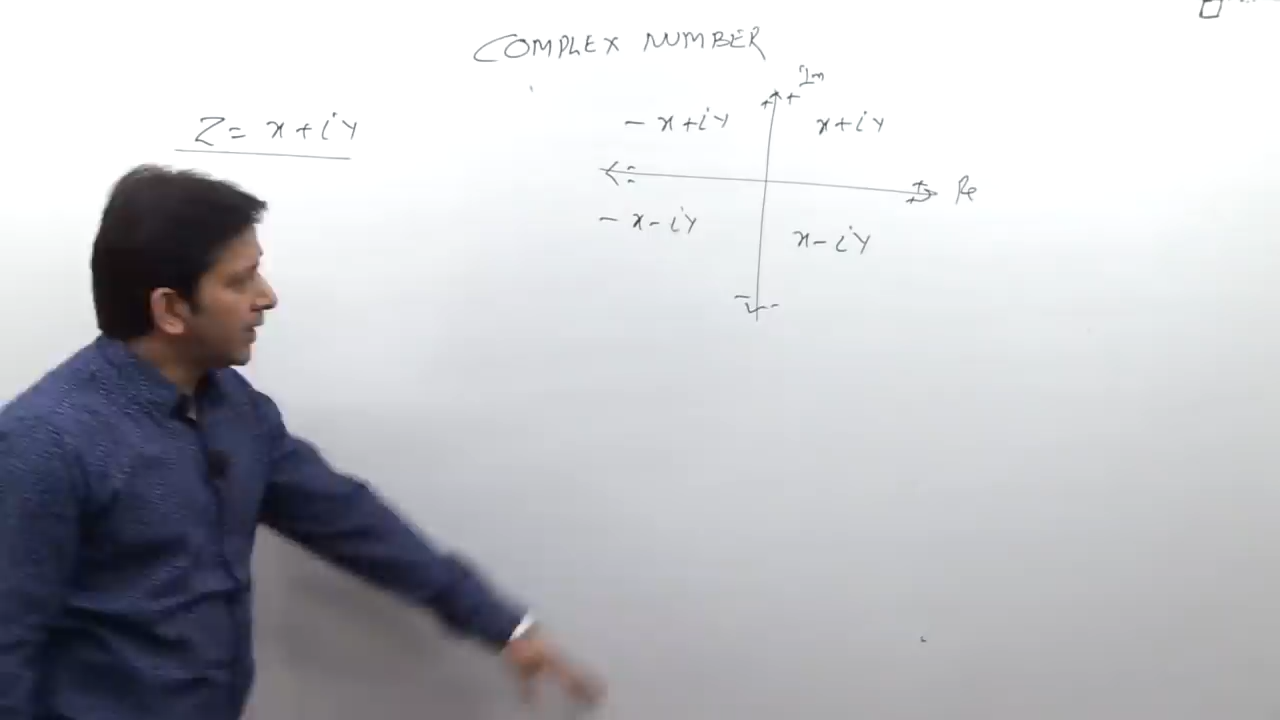 COMPLEX NUMBER
Im
Z = x + iy
- x + iy
x + iy
+ +
- -
+ +
Re
- x - iy
x - iy
- -